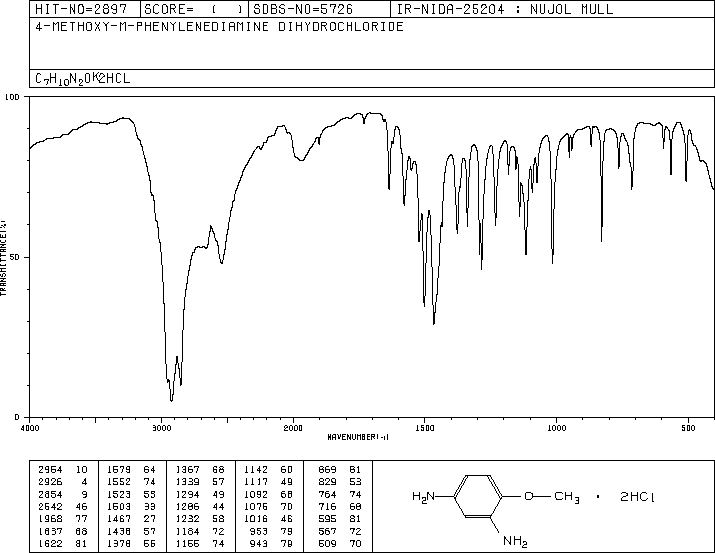 HIT-NO=2897 SCORE= ( ) SDBS-NO=5726 IR-NIDA-25204 : NUJOL MULL
4-METHOXY-M-PHENYLENEDIAMINE DIHYDROCHLORIDE
C7H10N2O 2HCL
100
50
0
TRANSMITTANCE(%)
4000 3000 2000 1500 1000 500
WAVENUMBER(-1)
2954 10 1579 64 1367 68 1142 60 869 81
2926 4 1552 74 1339 57 1117 49 829 53
2854 9 1523 55 1294 49 1092 68 764 74
2542 46 1503 33 1286 44 1076 70 716 68
1968 77 1467 27 1232 58 1016 46 595 81
1637 68 1438 57 1184 72 953 79 567 72
1622 81 1378 55 1155 74 943 79 509 70
H2N O CH3 · 2HCl
NH2